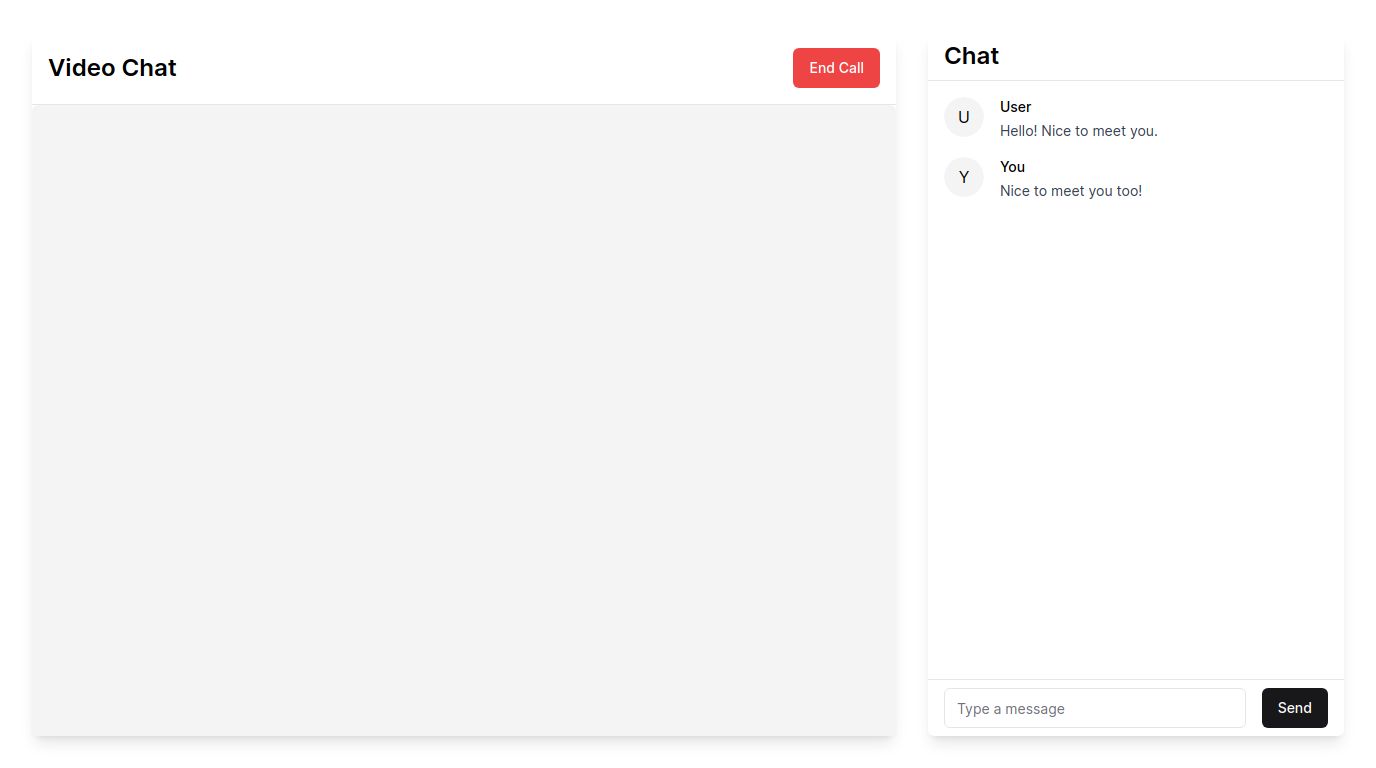 Video Chat
End Call
Chat
U
User
Hello! Nice to meet you.
Y
You
Nice to meet you too!
Type a message
Send